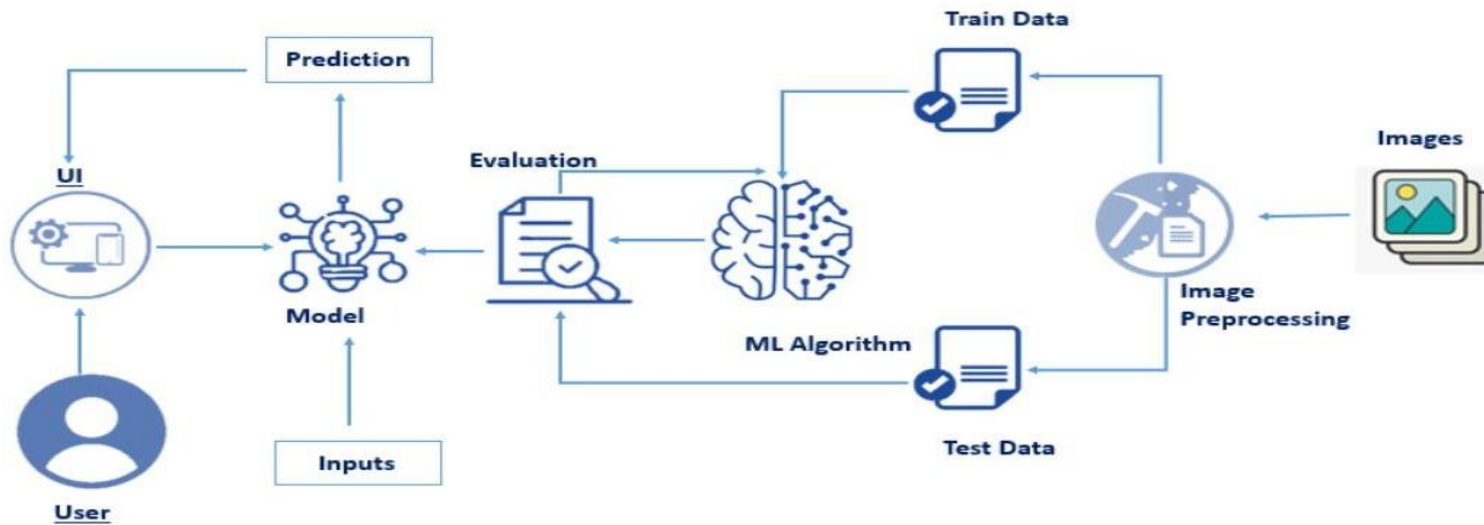 Train Data
Prediction
Images
Evaluation
UI
Image
Preprocessing
Model
ML Algorithm
Test Data
Inputs
User